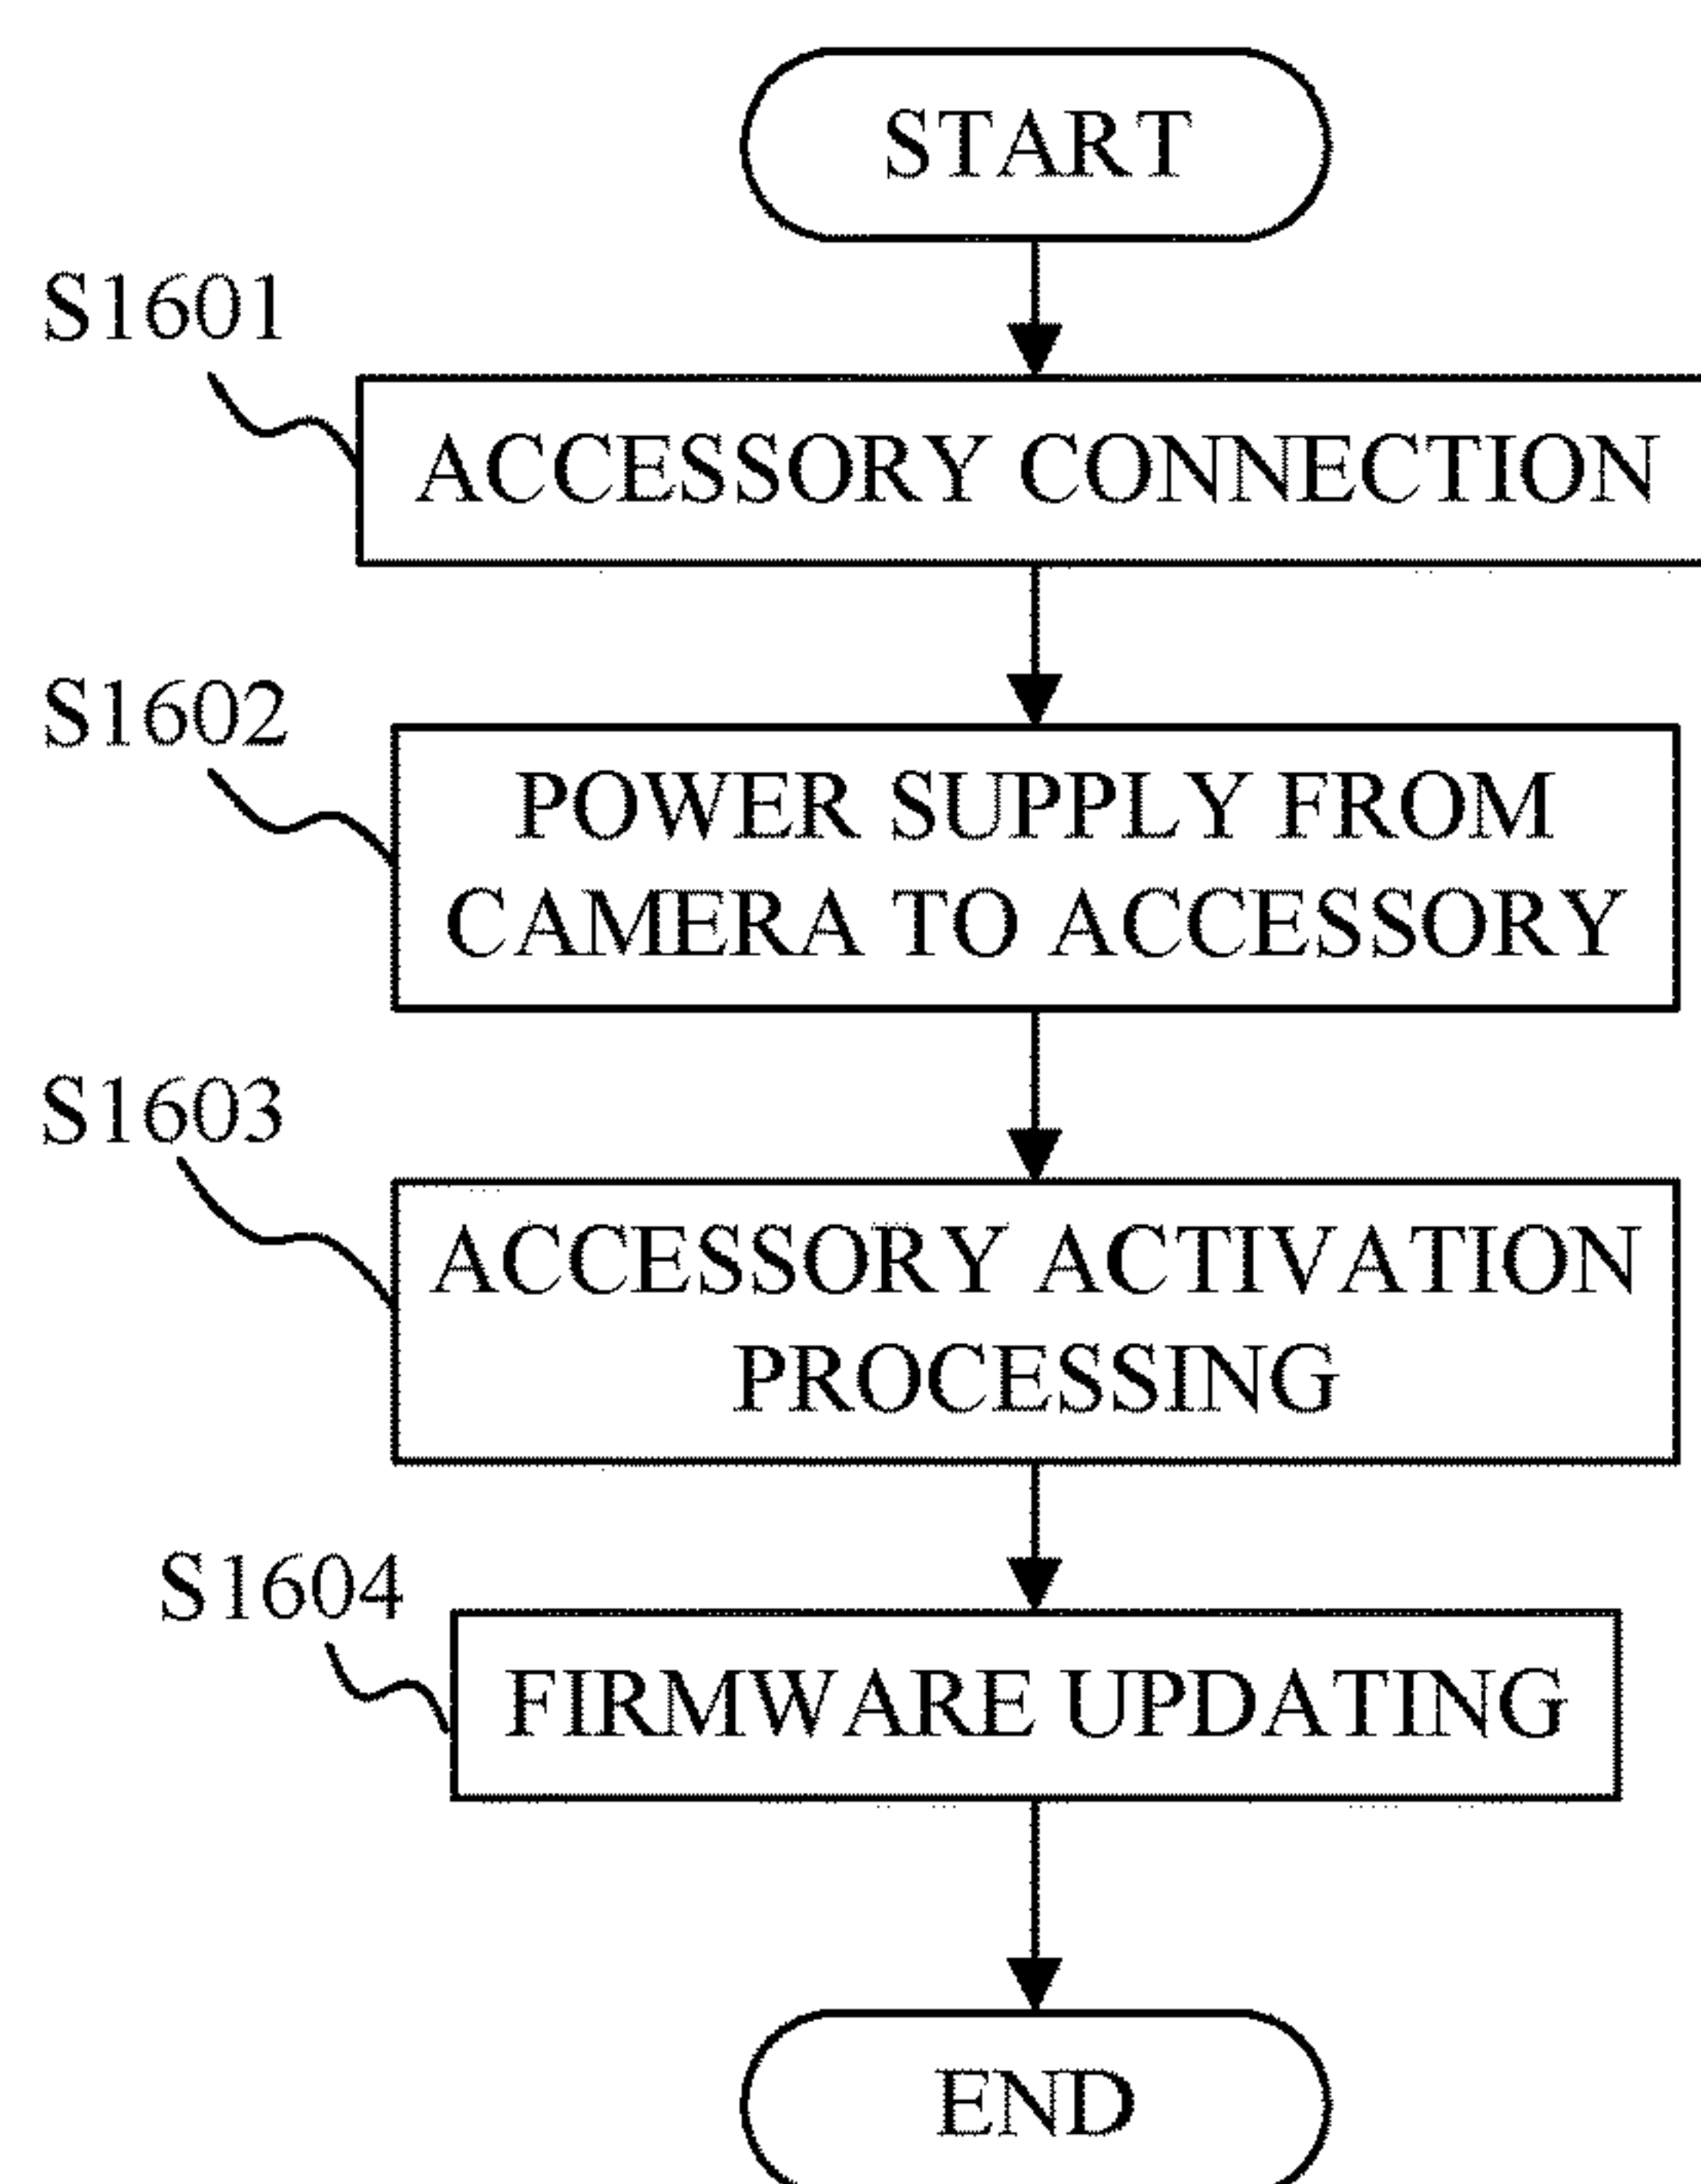 START
S1601
ACCESSORY CONNECTION
S1602
POWER SUPPLY FROM
CAMERA TO ACCESSORY
S1603
ACCESSORY ACTIVATION
PROCESSING
S1604
FIRMWARE UPDATING
END